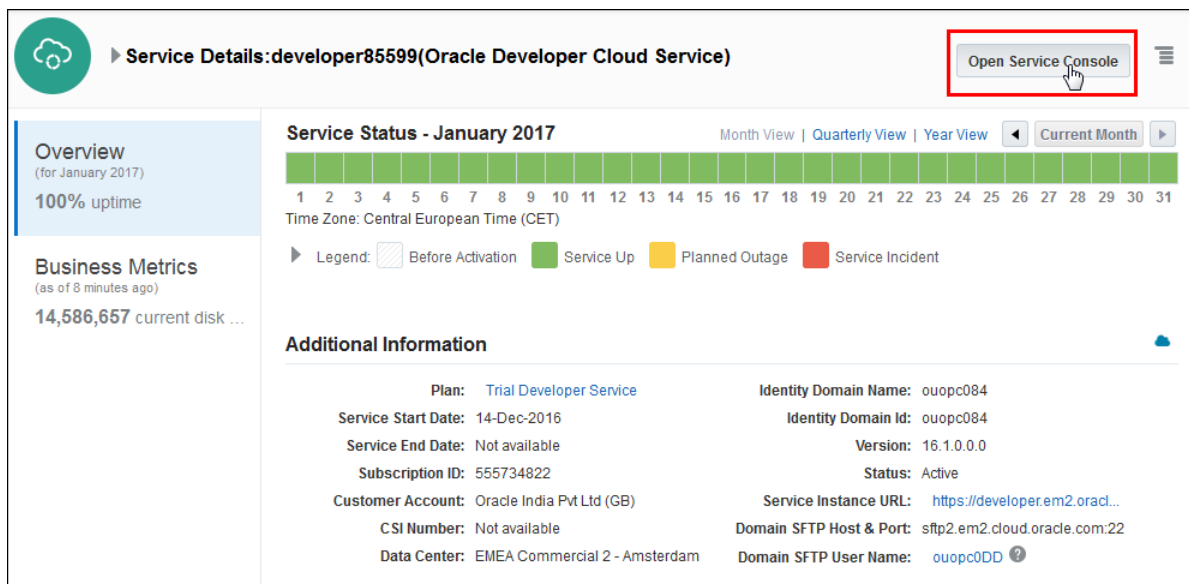 Service Details:developer85599(Oracle Developer Cloud Service)
Open Service Console
Overview
(for January 2017)
100% uptime
Business Metrics
(as of 8 minutes ago)
14,586,657 current disk ...
Service Status - January 2017
Month View | Quarterly View | Year View
Current Month
1 2 3 4 5 6 7 8 9 10 11 12 13 14 15 16 17 18 19 20 21 22 23 24 25 26 27 28 29 30 31
Time Zone: Central European Time (CET)
Legend: Before Activation Service Up Planned Outage Service Incident
Additional Information
Plan: Trial Developer Service
Service Start Date: 14-Dec-2016
Service End Date: Not available
Subscription ID: 555734822
Customer Account: Oracle India Pvt Ltd (GB)
CSI Number: Not available
Data Center: EMEA Commercial 2 - Amsterdam
Identity Domain Name: ouopc084
Identity Domain Id: ouopc084
Version: 16.1.0.0.0
Status: Active
Service Instance URL: https://developer.em2.oracl...
Domain SFTP Host & Port: sftp2.em2.cloud.oracle.com:22
Domain SFTP User Name: ouopc0DD ?